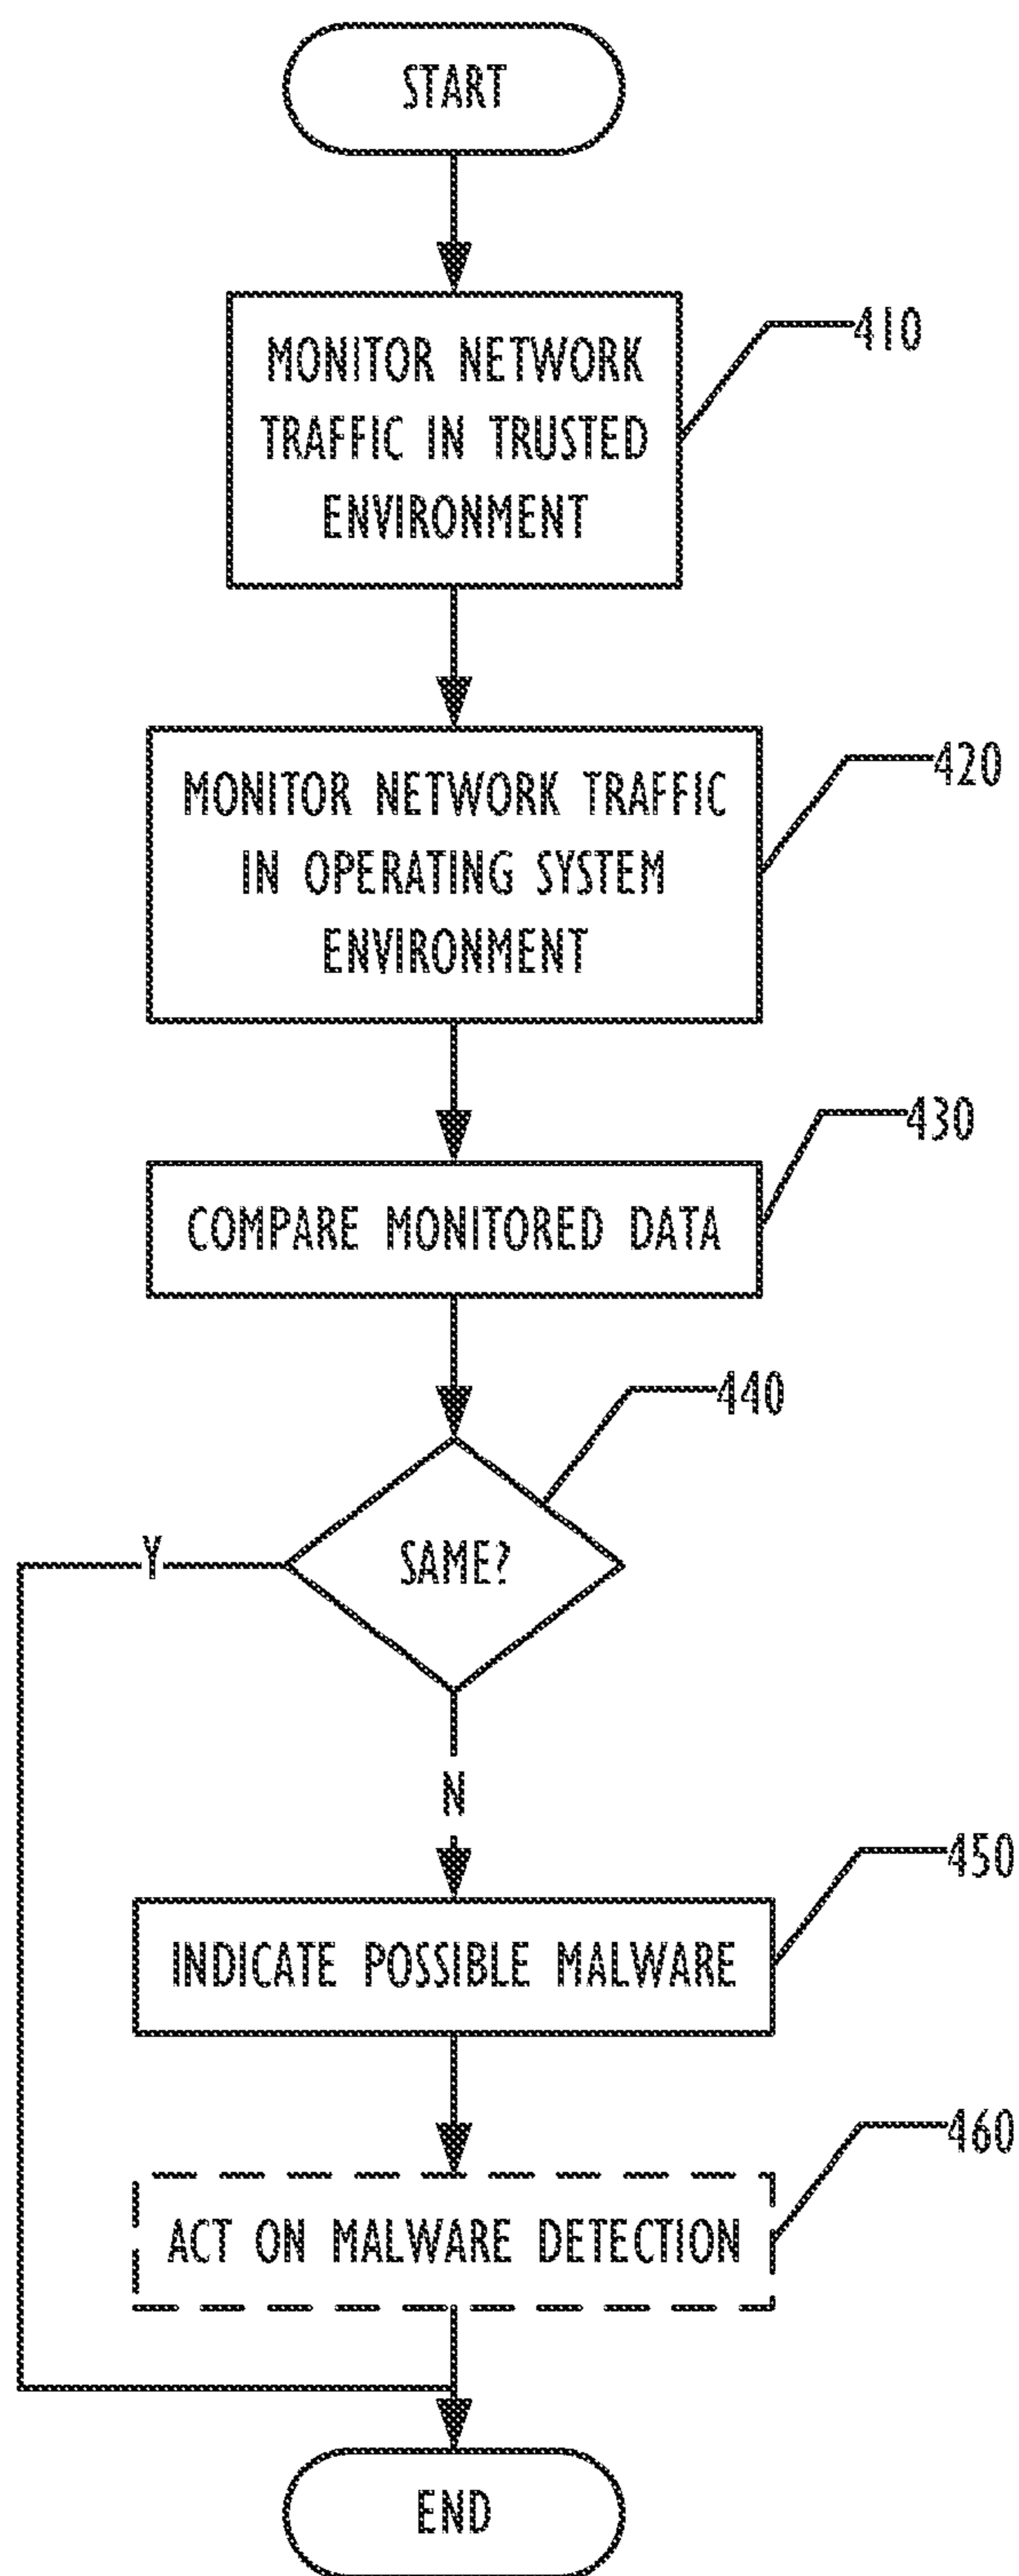 START
410
MONITOR NETWORK
TRAFFIC IN TRUSTED
ENVIRONMENT
420
MONITOR NETWORK TRAFFIC
IN OPERATING SYSTEM
ENVIRONMENT
430
COMPARE MONITORED DATA
440
SAME?
Y
N
450
INDICATE POSSIBLE MALWARE
460
ACT ON MALWARE DETECTION
END